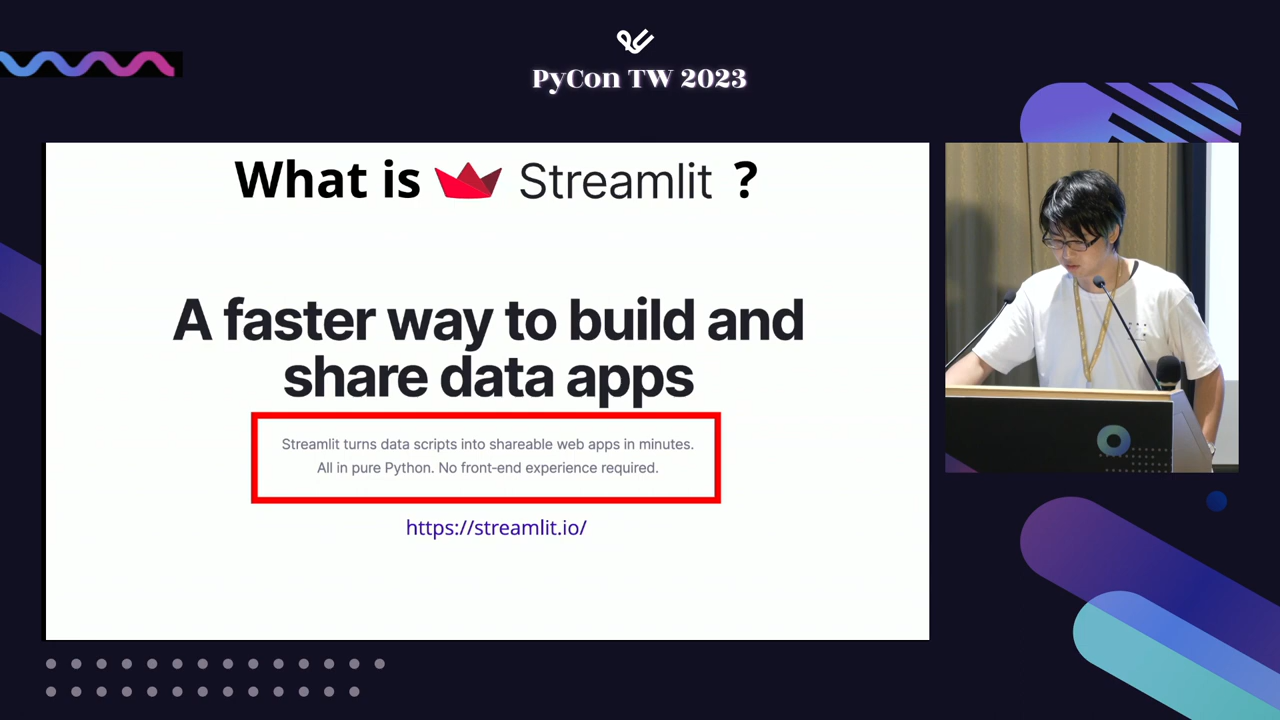 PyCon TW 2023
What is Streamlit ?
A faster way to build and
share data apps
Streamlit turns data scripts into shareable web apps in minutes.
All in pure Python. No front-end experience required.
https://streamlit.io/